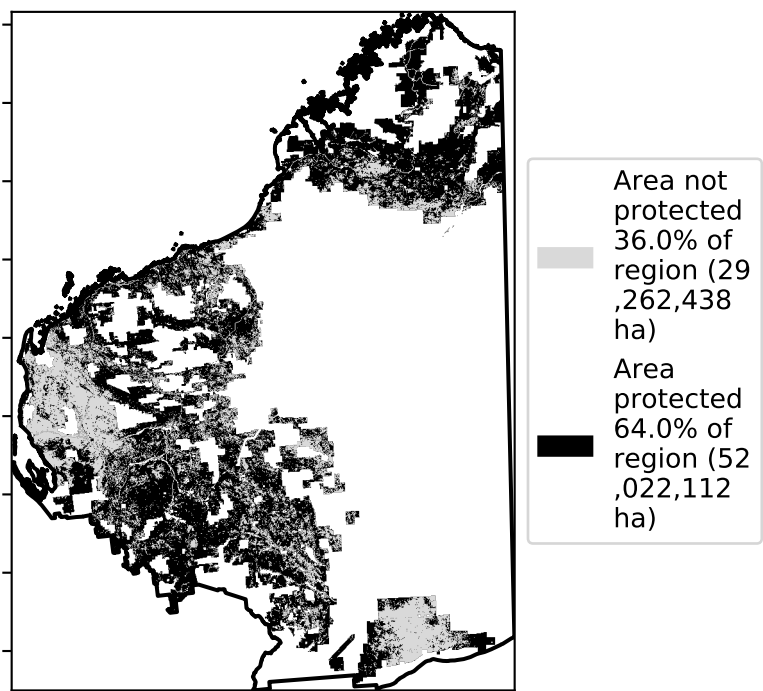 Area not
protected
36.0% of
region (29
,262,438
ha)
Area
protected
64.0% of
region (52
,022,112
ha)